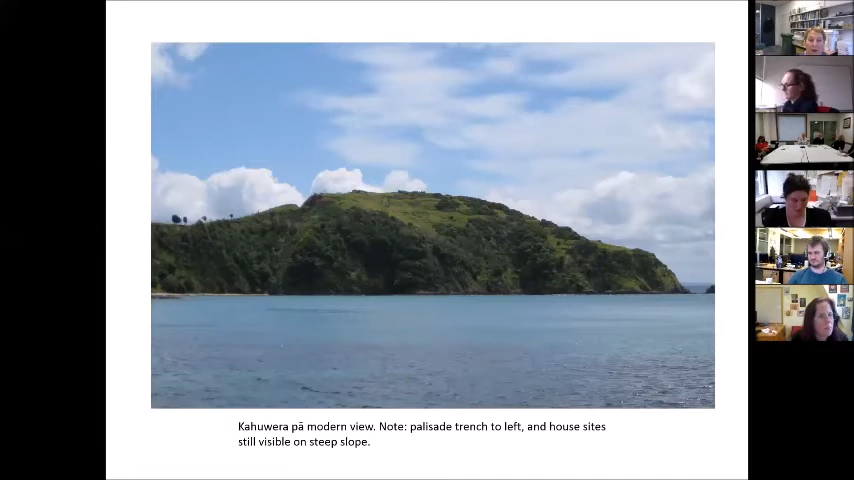 Kahuwera pā modern view. Note: palisade trench to left, and house sites
still visible on steep slope.